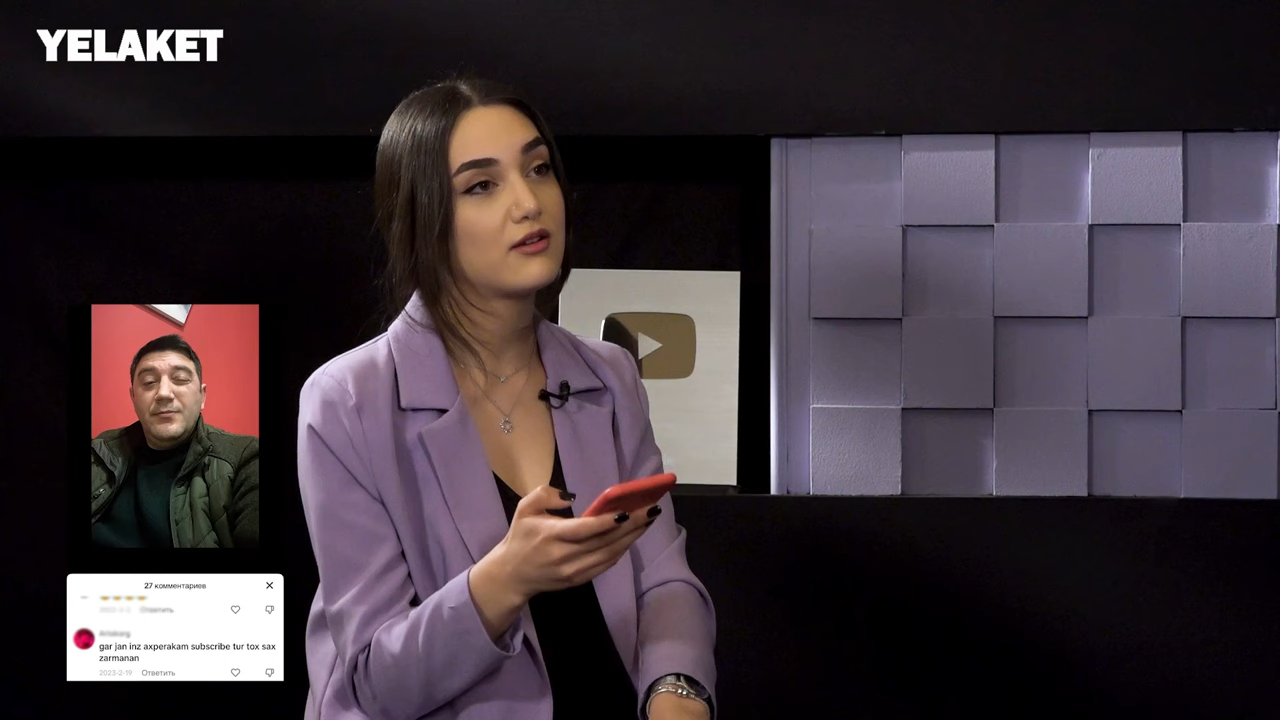 YELAKET
27 комментариев
Ответить
gar jan inz axperakam subscribe tur tox sax
zarmanan
2023-2-19 Ответить